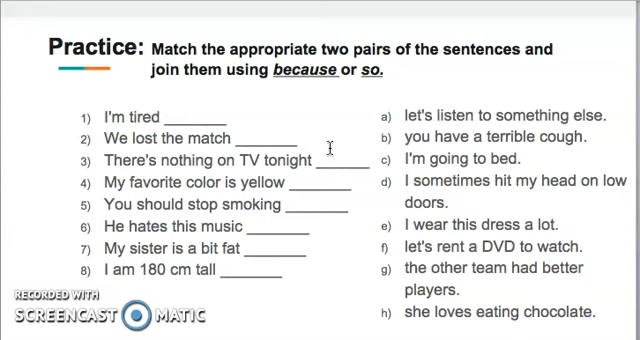 Practice: Match the appropriate two pairs of the sentences and
join them using because or so.
1) I'm tired ________
2) We lost the match ________
3) There's nothing on TV tonight _______
4) My favorite color is yellow ________
5) You should stop smoking ________
6) He hates this music ________
7) My sister is a bit fat ________
8) I am 180 cm tall ________
a) let's listen to something else.
b) you have a terrible cough.
c) I'm going to bed.
d) I sometimes hit my head on low
doors.
e) I wear this dress a lot.
f) let's rent a DVD to watch.
g) the other team had better
players.
h) she loves eating chocolate.
RECORDED WITH
SCREENCAST MATIC